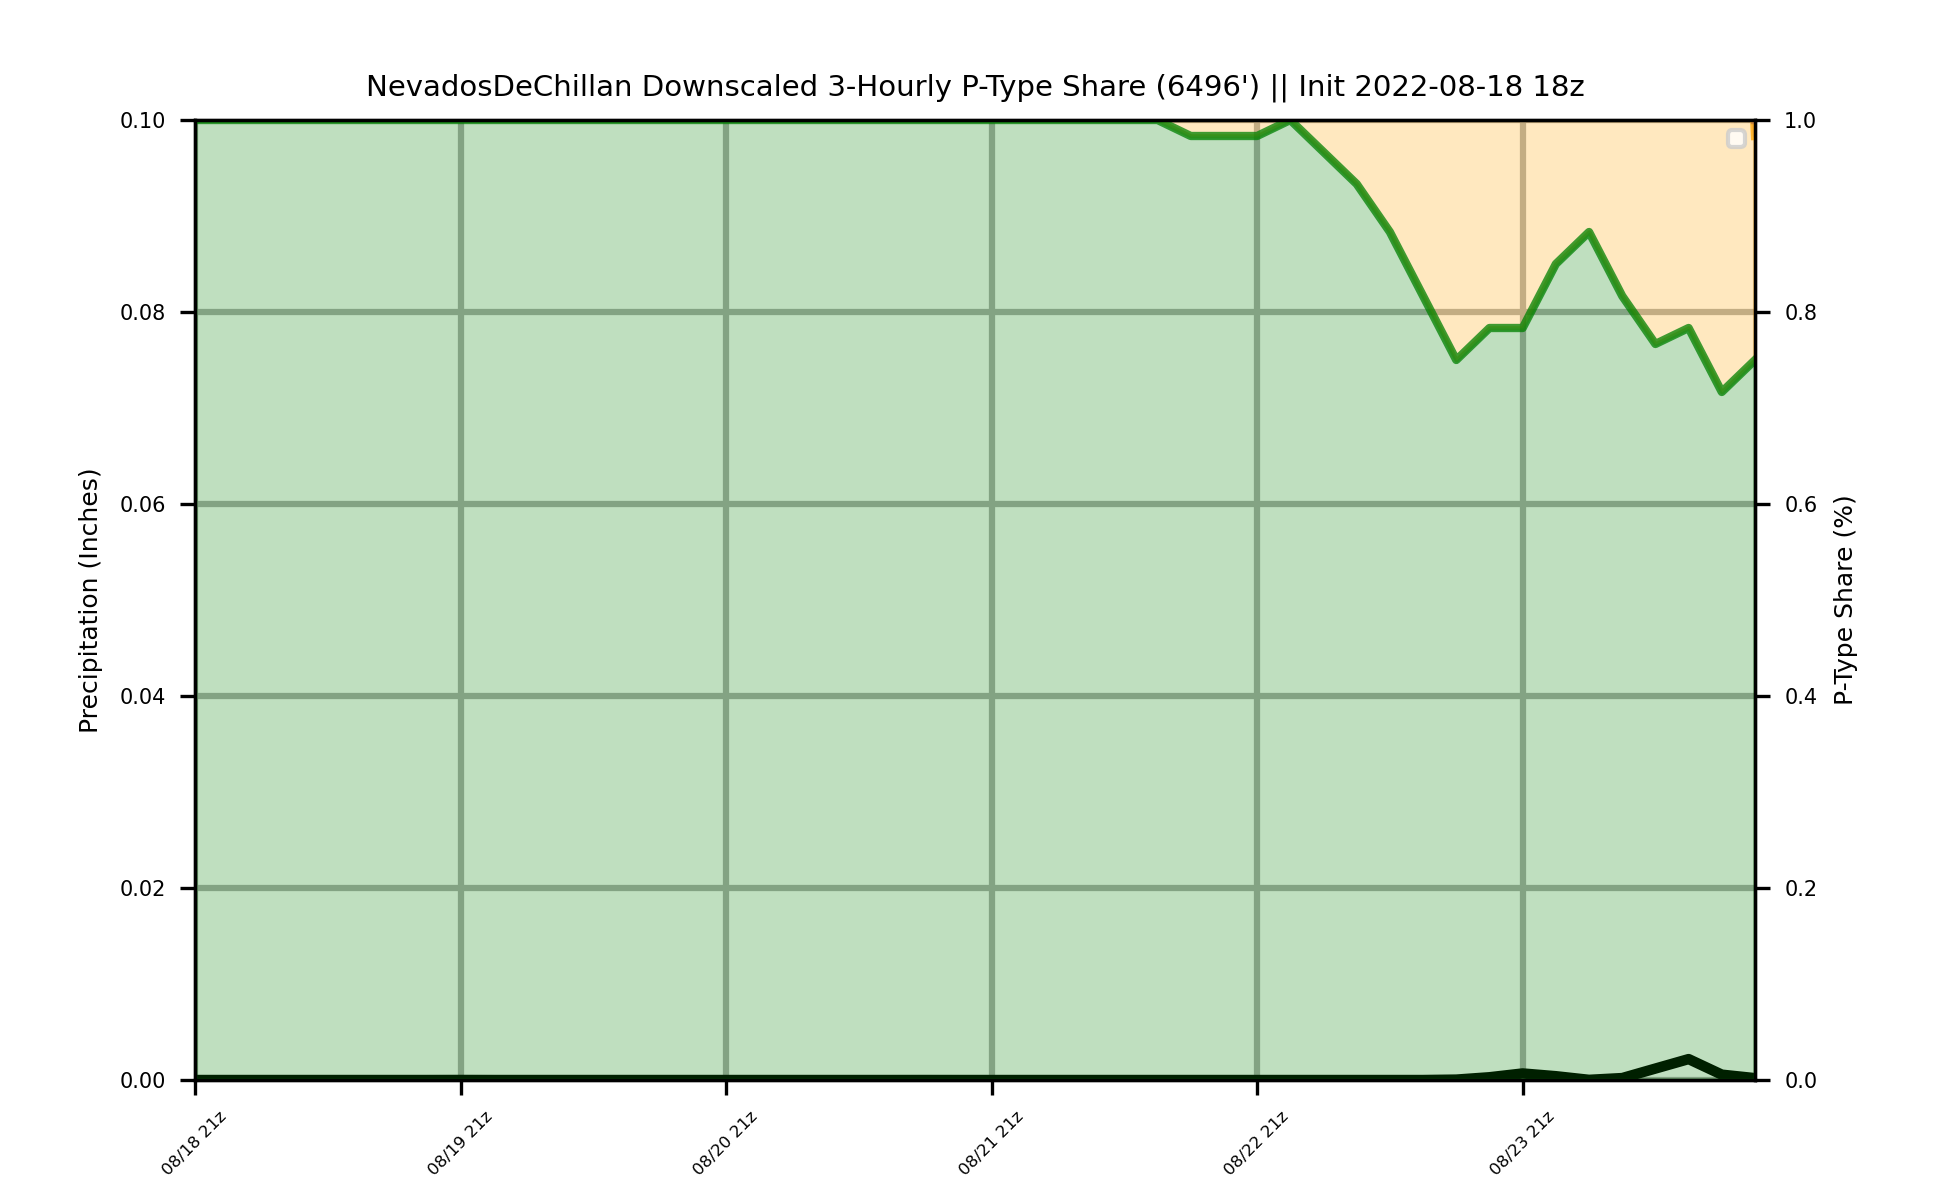 NevadosDeChillan Downscaled 3-Hourly P-Type Share (6496') || Init 2022-08-18 18z
0.10
0.08
0.06
0.04
0.02
0.00
Precipitation (Inches)
1.0
0.8
0.6
0.4
0.2
0.0
P-Type Share (%)
08/18 21z
08/19 21z
08/20 21z
08/21 21z
08/22 21z
08/23 21z